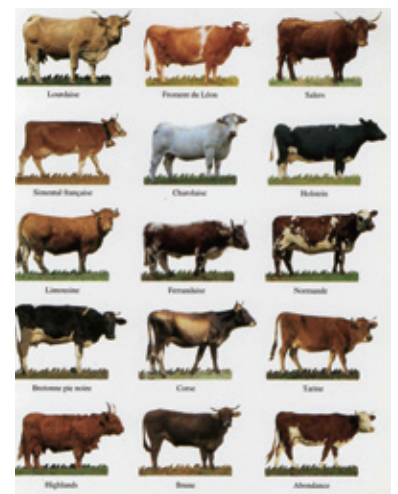 Lourdaise
Froment du Léon
Salers
Simental française
Charolaise
Holstein
Limousine
Ferrandaise
Normande
Bretonne pie noire
Corse
Tarine
Highlands
Brune
Abondance